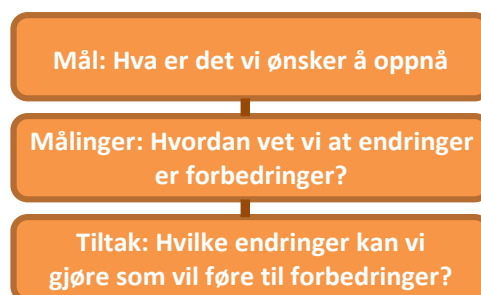 Mål: Hva er det vi ønsker å oppnå
Målinger: Hvordan vet vi at endringer
er forbedringer?
Tiltak: Hvilke endringer kan vi
gjøre som vil føre til forbedringer?